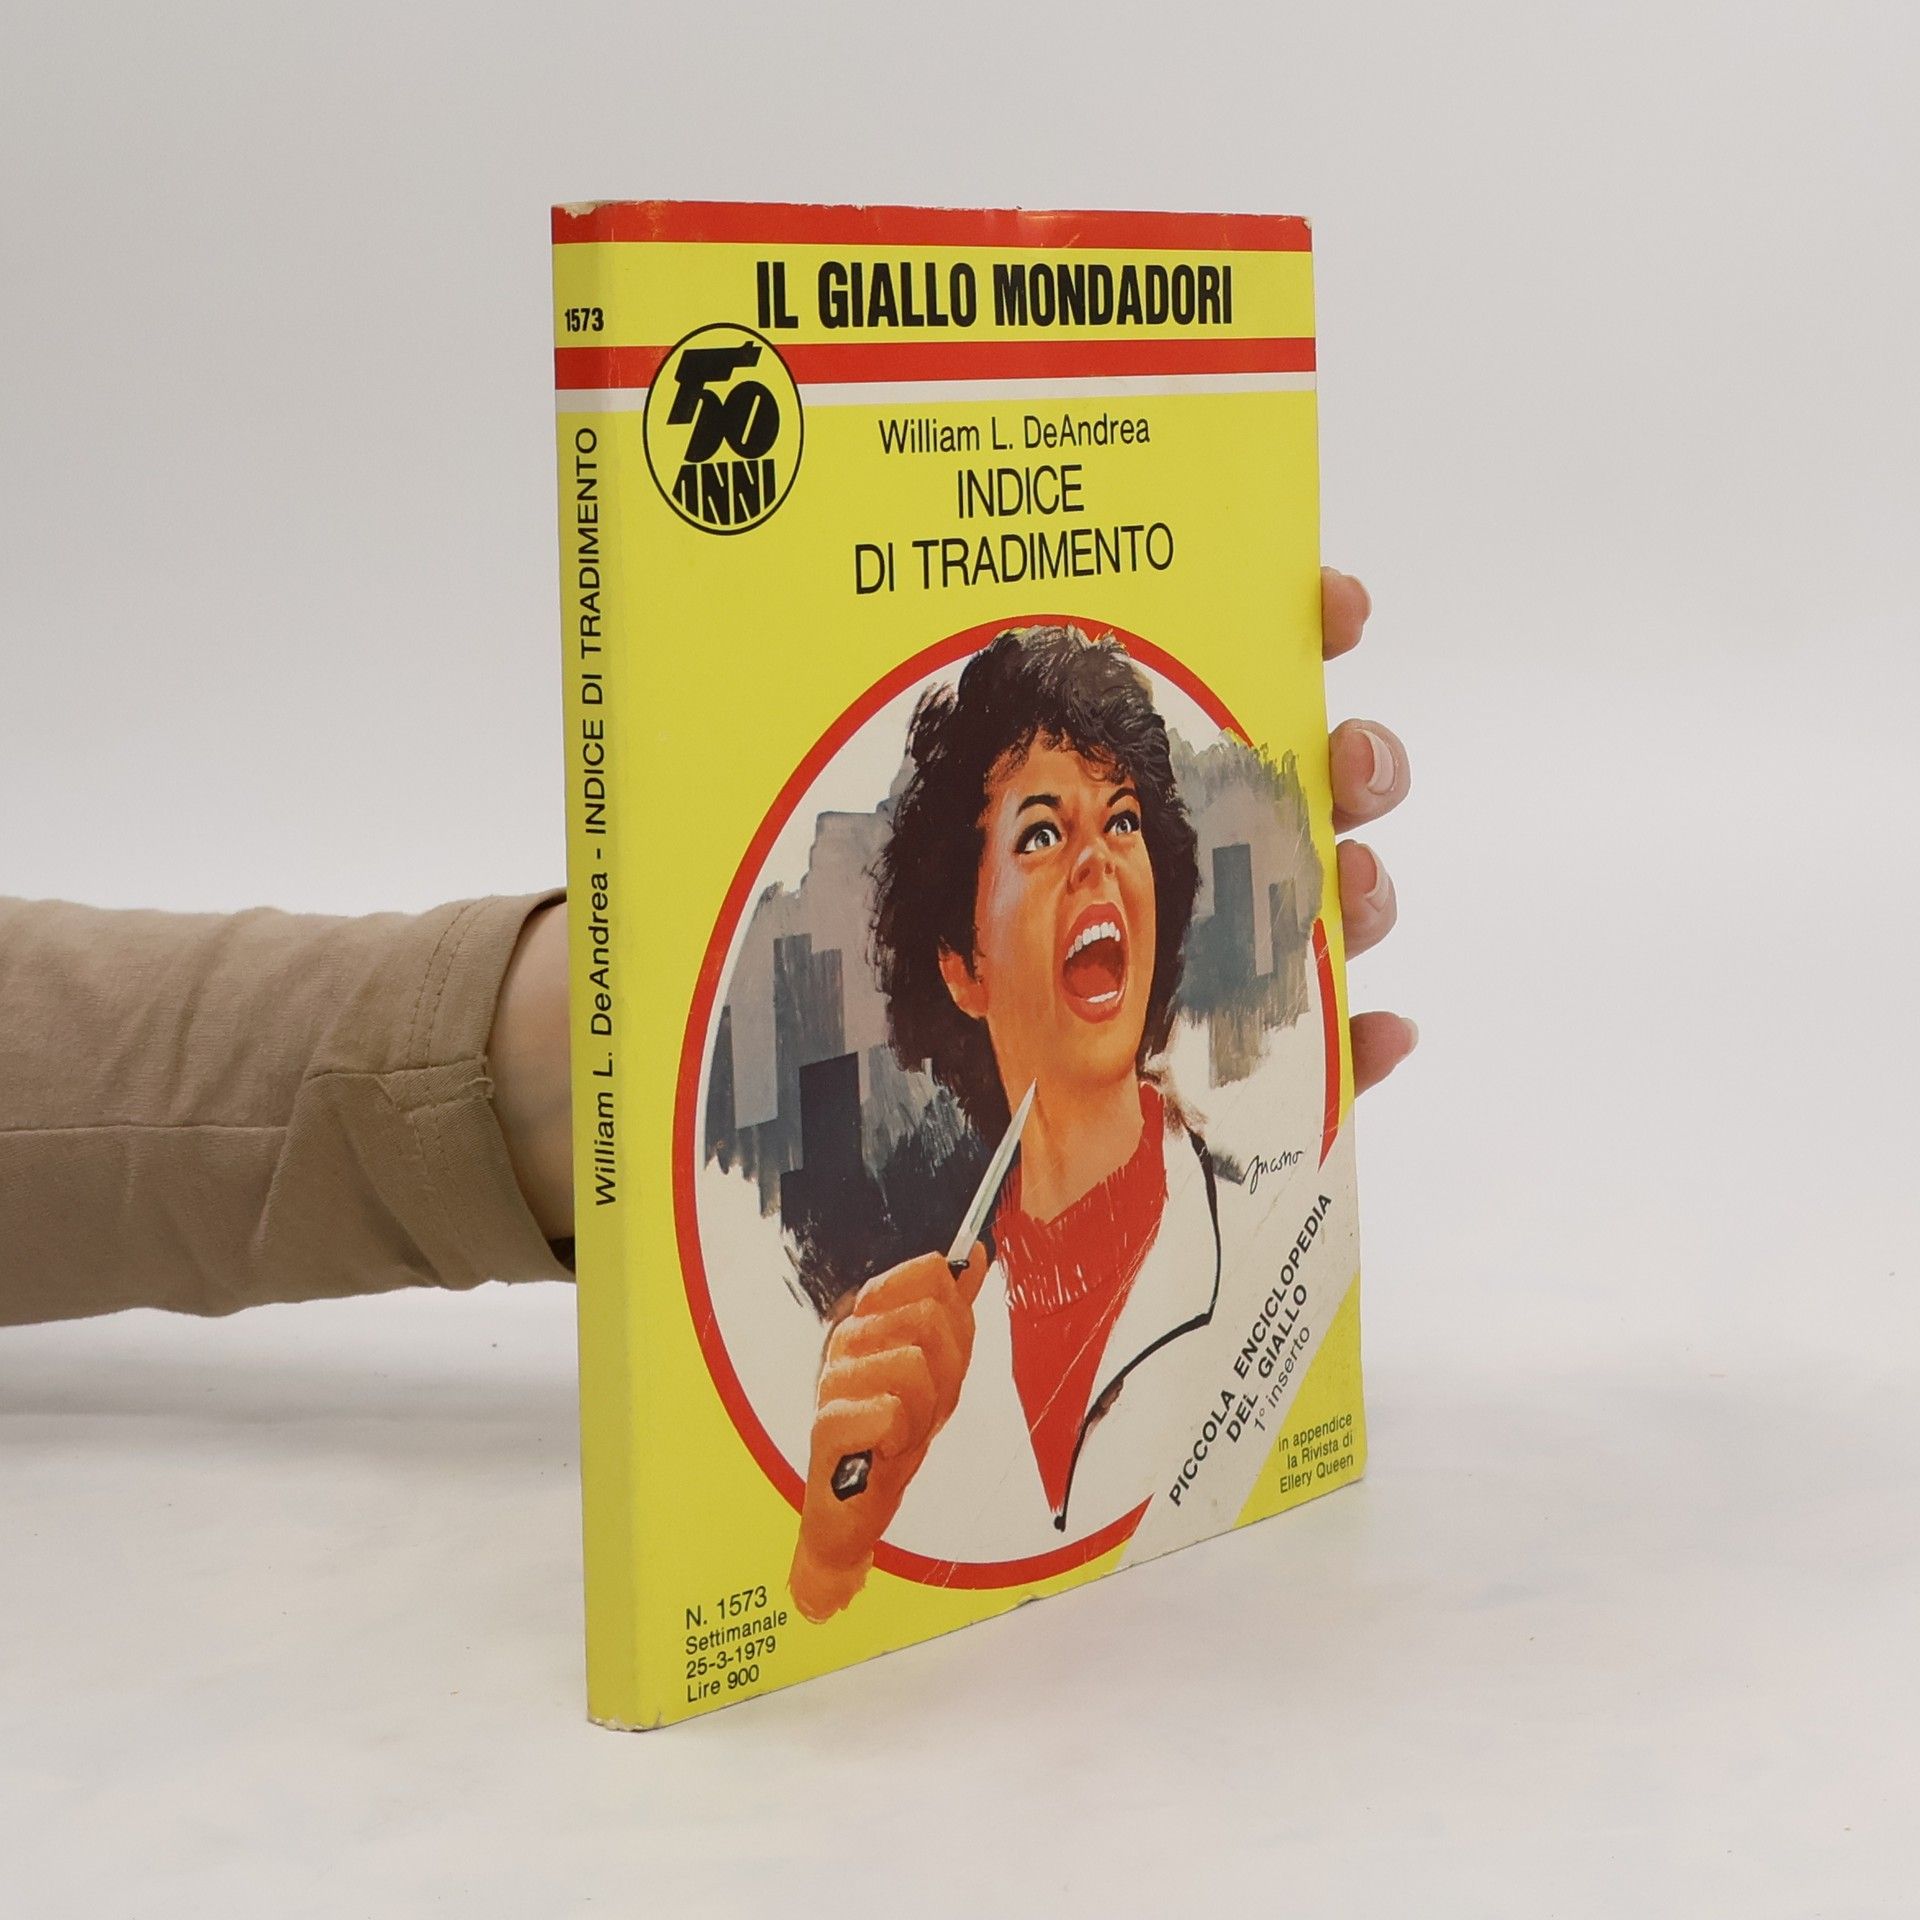 1573
William L. DeAndrea - INDICE DI TRADIMENTO
IL GIALLO MONDADORI
50
ANNI
William L. DeAndrea
INDICE
DI TRADIMENTO
PICCOLA ENCICLOPEDIA
DEL GIALLO
1° inserto
in appendice
la Rivista di
Ellery Queen
N. 1573
Settimanale
25-3-1979
Lire 900